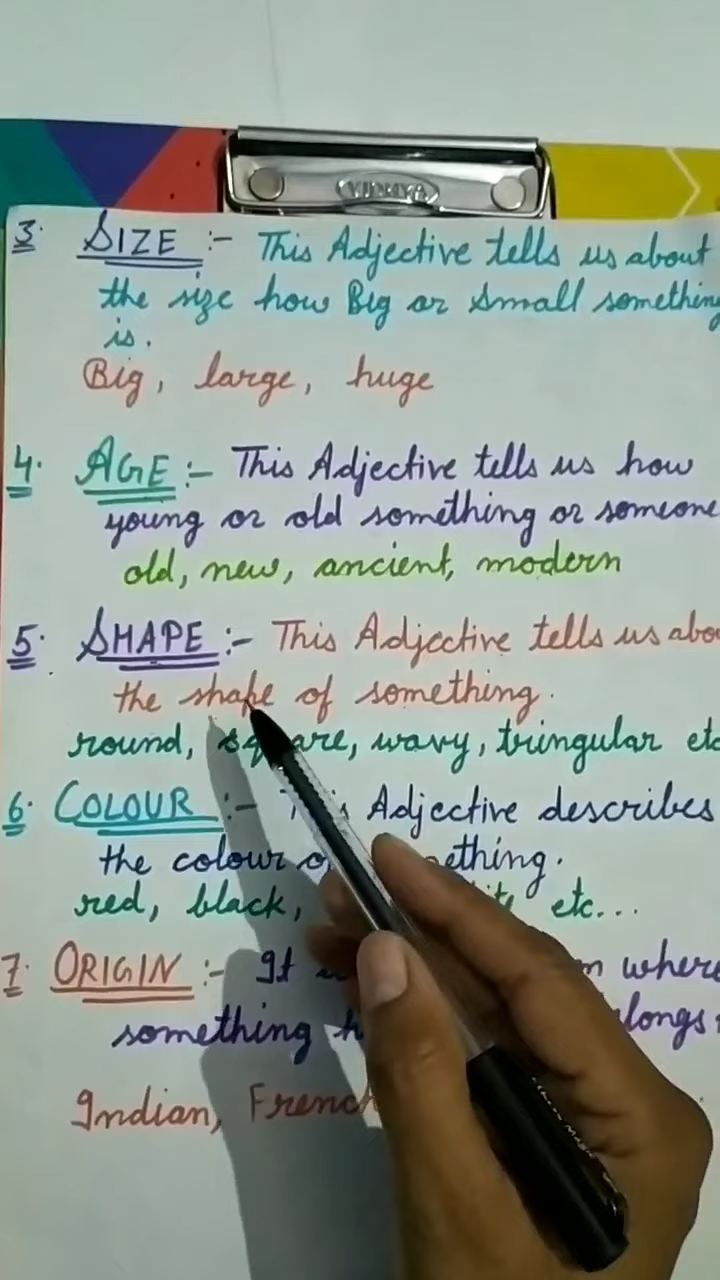 VIDHYA
3. SIZE :- This Adjective tells us about
the size how Big or Small something
is.
Big, large, huge
4. AGE :- This Adjective tells us how
young or old something or someone
old, new, ancient, modern
5. SHAPE :- This Adjective tells us
the shape of something.
round, square, wavy, tringular etc
6. COLOUR :- Adjective describes
the colour
red, black, etc...
7. ORIGIN :- It where
something
Indian,